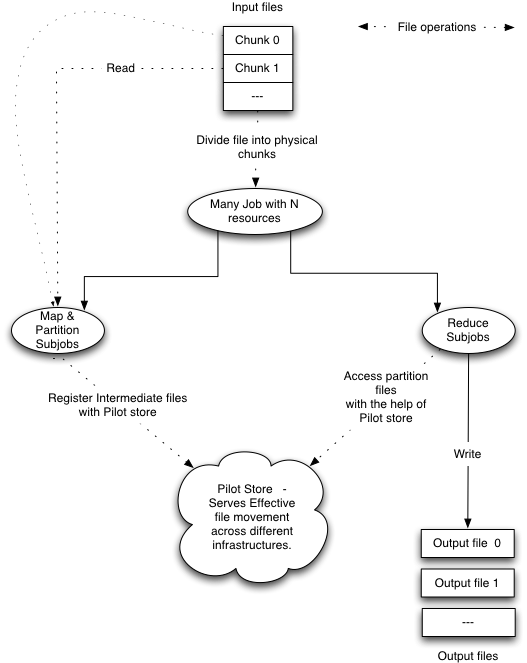 Input files
File operations
Chunk 0
Chunk 1
---
Read
Divide file into physical
chunks
Many Job with N
resources
Map &
Partition
Subjobs
Reduce
Subjobs
Register Intermediate files
with Pilot store
Access partition
files
with the help of
Pilot store
Write
Pilot Store -
Serves Effective
file movement
across different
infrastructures.
Output file 0
Output file 1
---
Output files